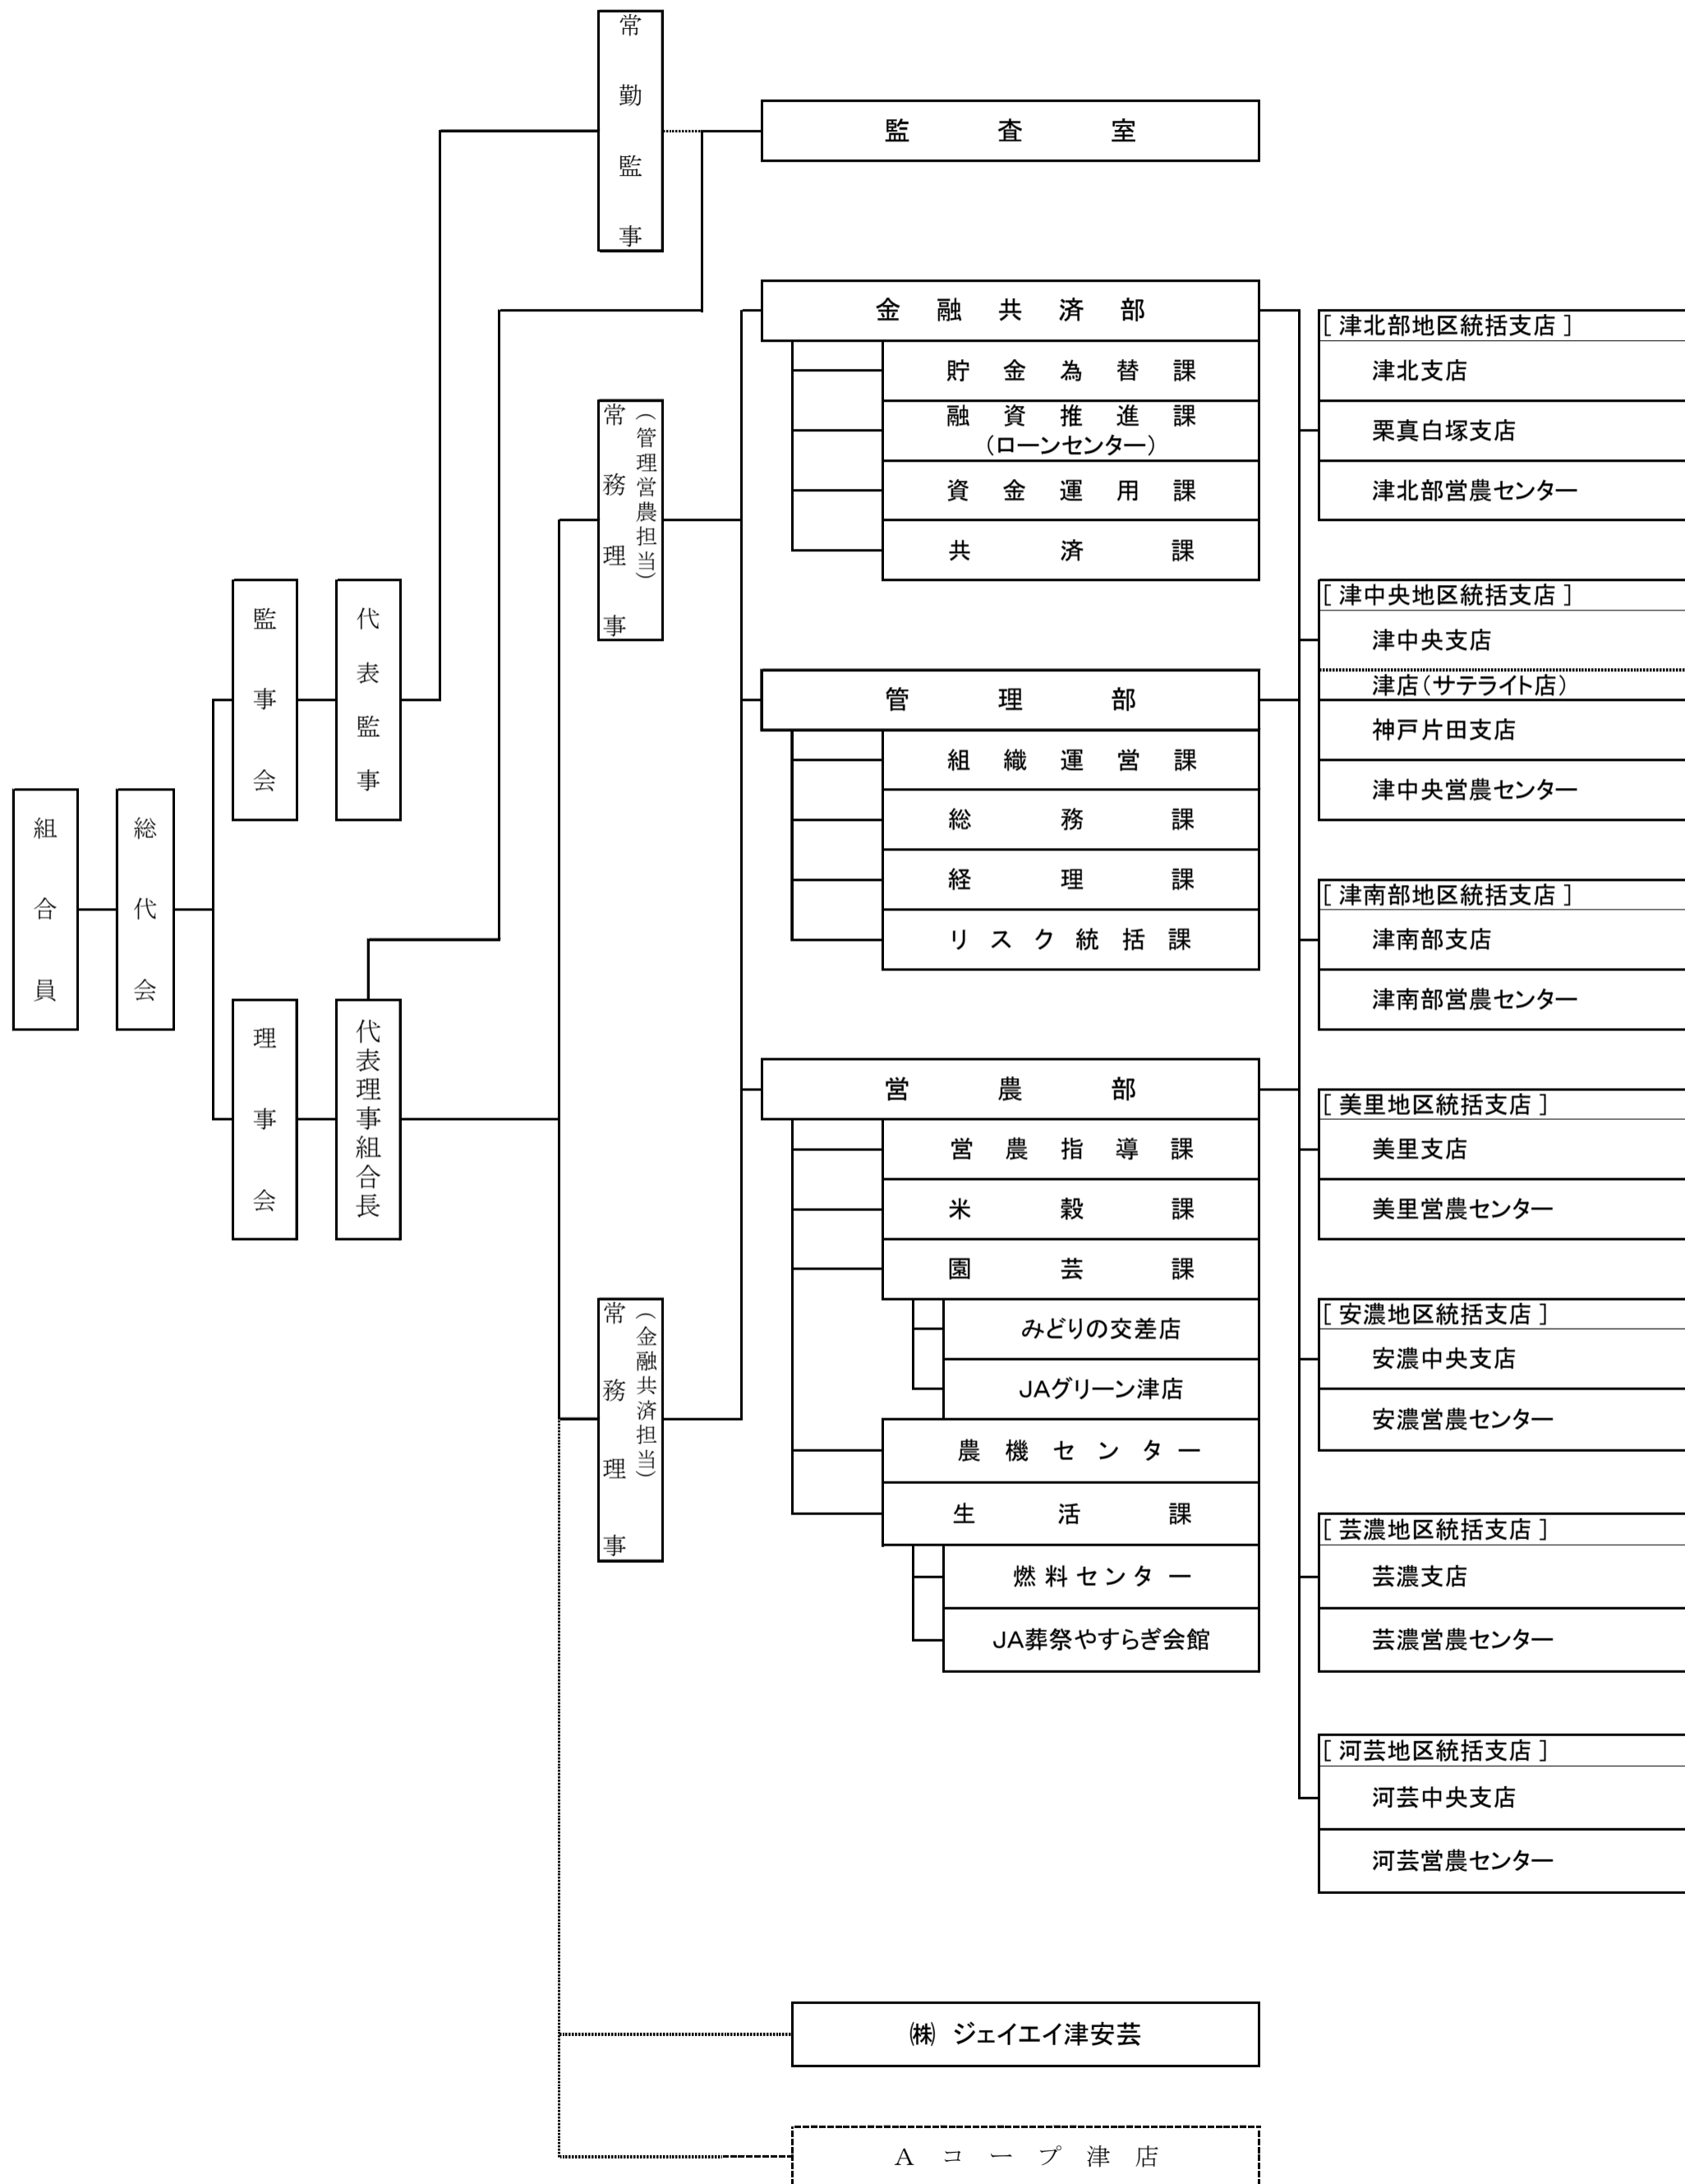 組合員
総代会
監事会
代表監事
理事会
代表理事組合長
常勤監事
監査室
常務理事
（管理営農担当）
常務理事
（金融共済担当）
金融共済部
貯金為替課
融資推進課
（ローンセンター）
資金運用課
共済課
管理部
組織運営課
総務課
経理課
リスク統括課
営農部
営農指導課
米穀課
園芸課
みどりの交差店
JAグリーン津店
農機センター
生活課
燃料センター
JA葬祭やすらぎ会館
[ 津北部地区統括支店 ]
津北支店
栗真白塚支店
津北部営農センター
[ 津中央地区統括支店 ]
津中央支店
津店（サテライト店）
神戸片田支店
津中央営農センター
[ 津南部地区統括支店 ]
津南部支店
津南部営農センター
[ 美里地区統括支店 ]
美里支店
美里営農センター
[ 安濃地区統括支店 ]
安濃中央支店
安濃営農センター
[ 芸濃地区統括支店 ]
芸濃支店
芸濃営農センター
[ 河芸地区統括支店 ]
河芸中央支店
河芸営農センター
㈱ ジェイエイ津安芸
Aコープ津店